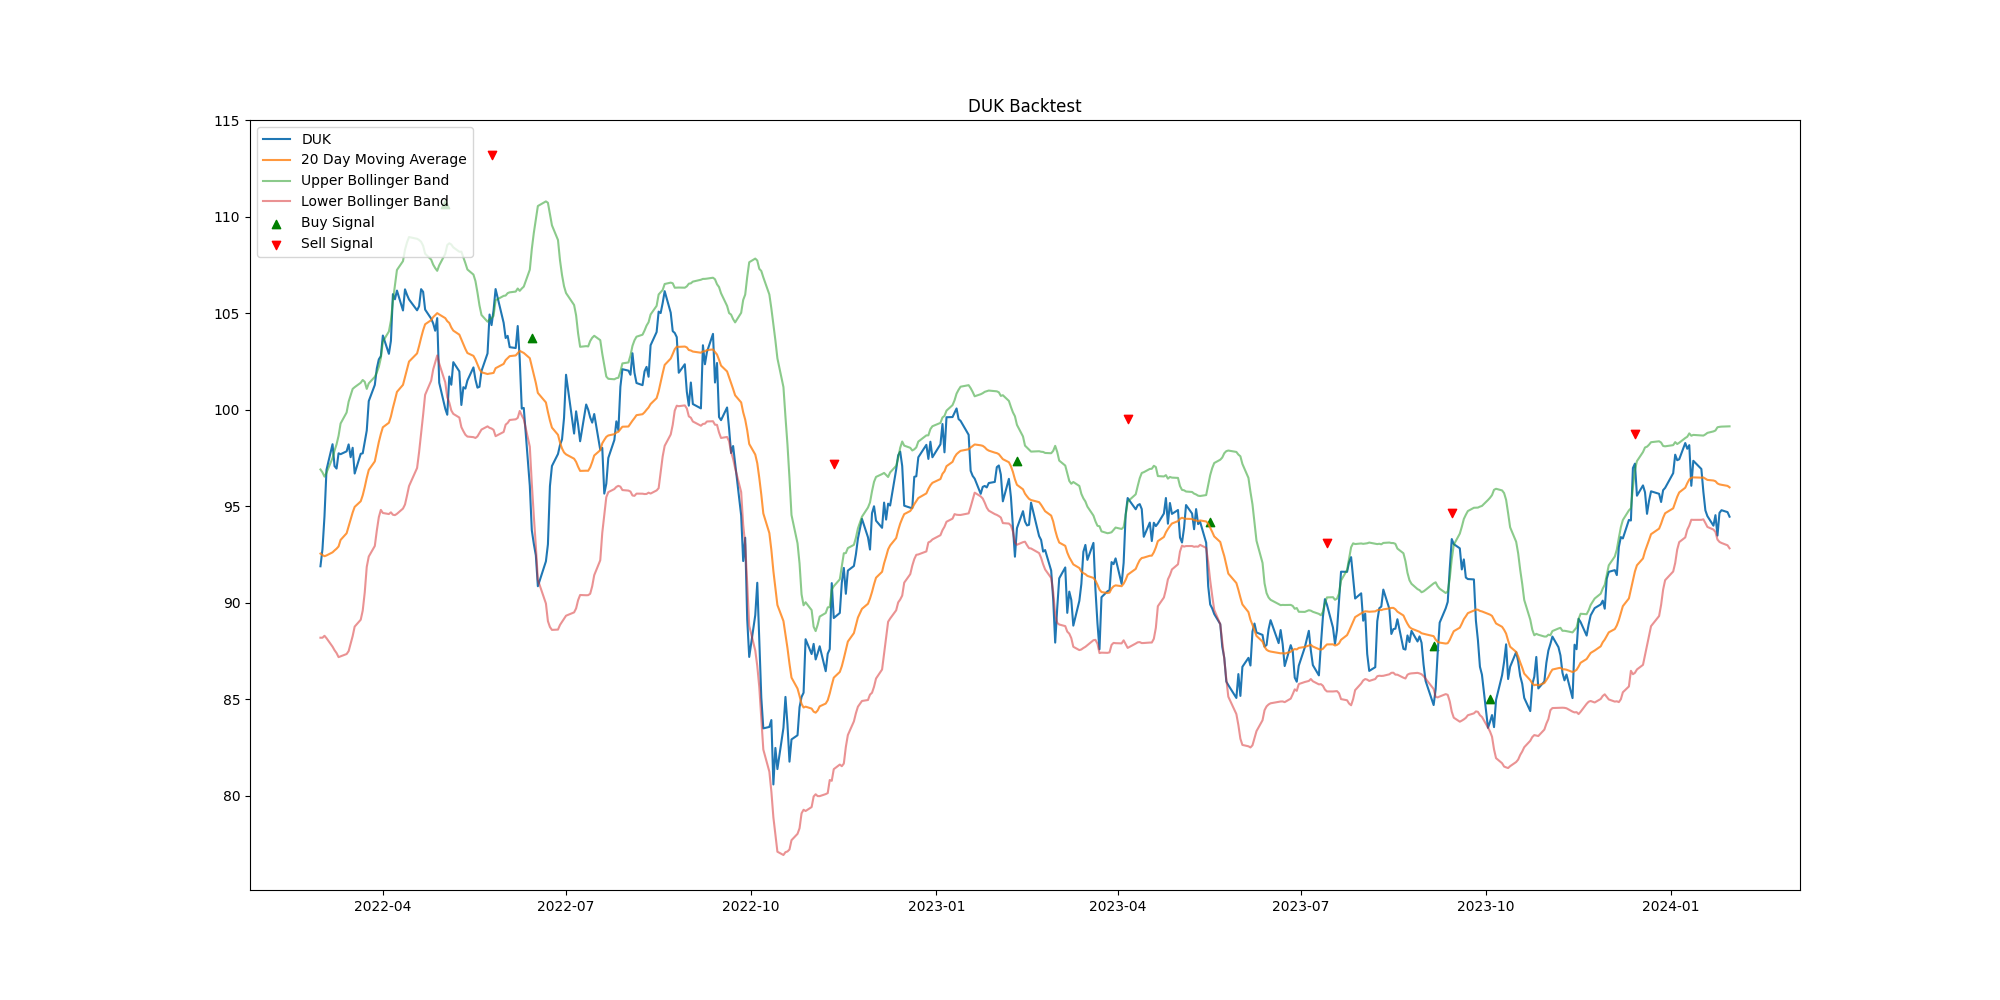 DUK Backtest
115
110
105
100
95
90
85
80
DUK
20 Day Moving Average
Upper Bollinger Band
Lower Bollinger Band
Buy Signal
Sell Signal
2022-04 2022-07 2022-10 2023-01 2023-04 2023-07 2023-10 2024-01